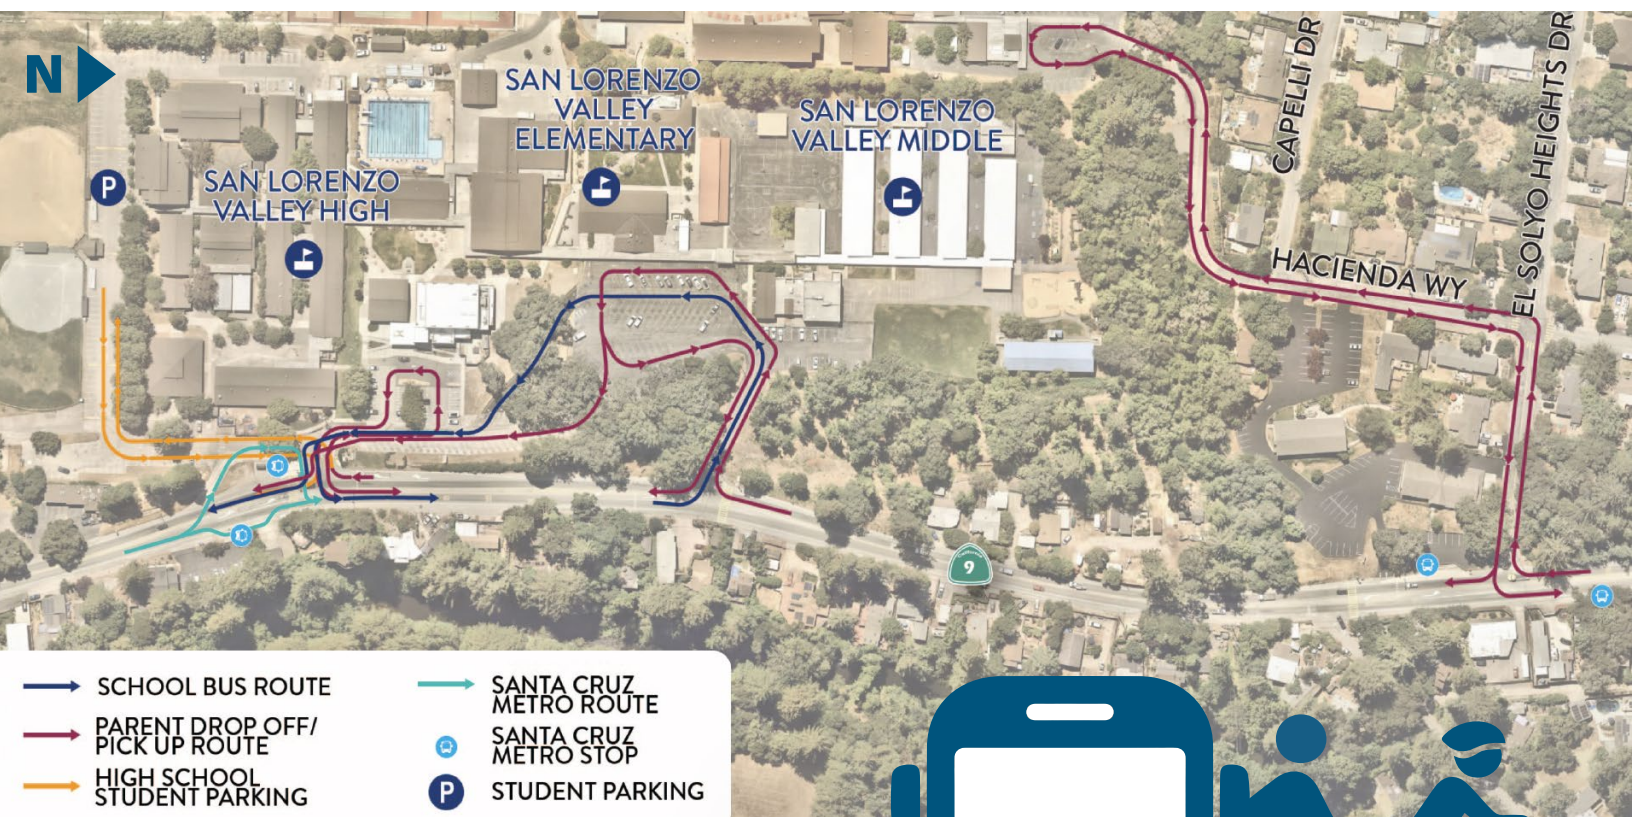 N
SAN LORENZO
VALLEY
ELEMENTARY
SAN LORENZO
VALLEY MIDDLE
CAPELLI DR
EL SOLYO HEIGHTS DR
P
SAN LORENZO
VALLEY HIGH
HACIENDA WY
California
9
SCHOOL BUS ROUTE
PARENT DROP OFF/
PICK UP ROUTE
HIGH SCHOOL
STUDENT PARKING
SANTA CRUZ
METRO ROUTE
SANTA CRUZ
METRO STOP
P
STUDENT PARKING